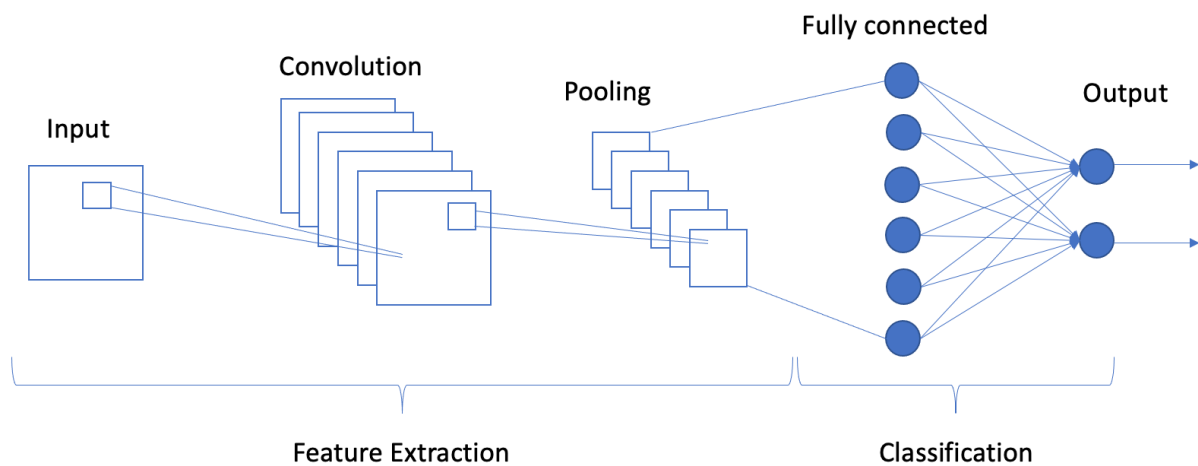 Input
Convolution
Pooling
Fully connected
Output
Feature Extraction
Classification